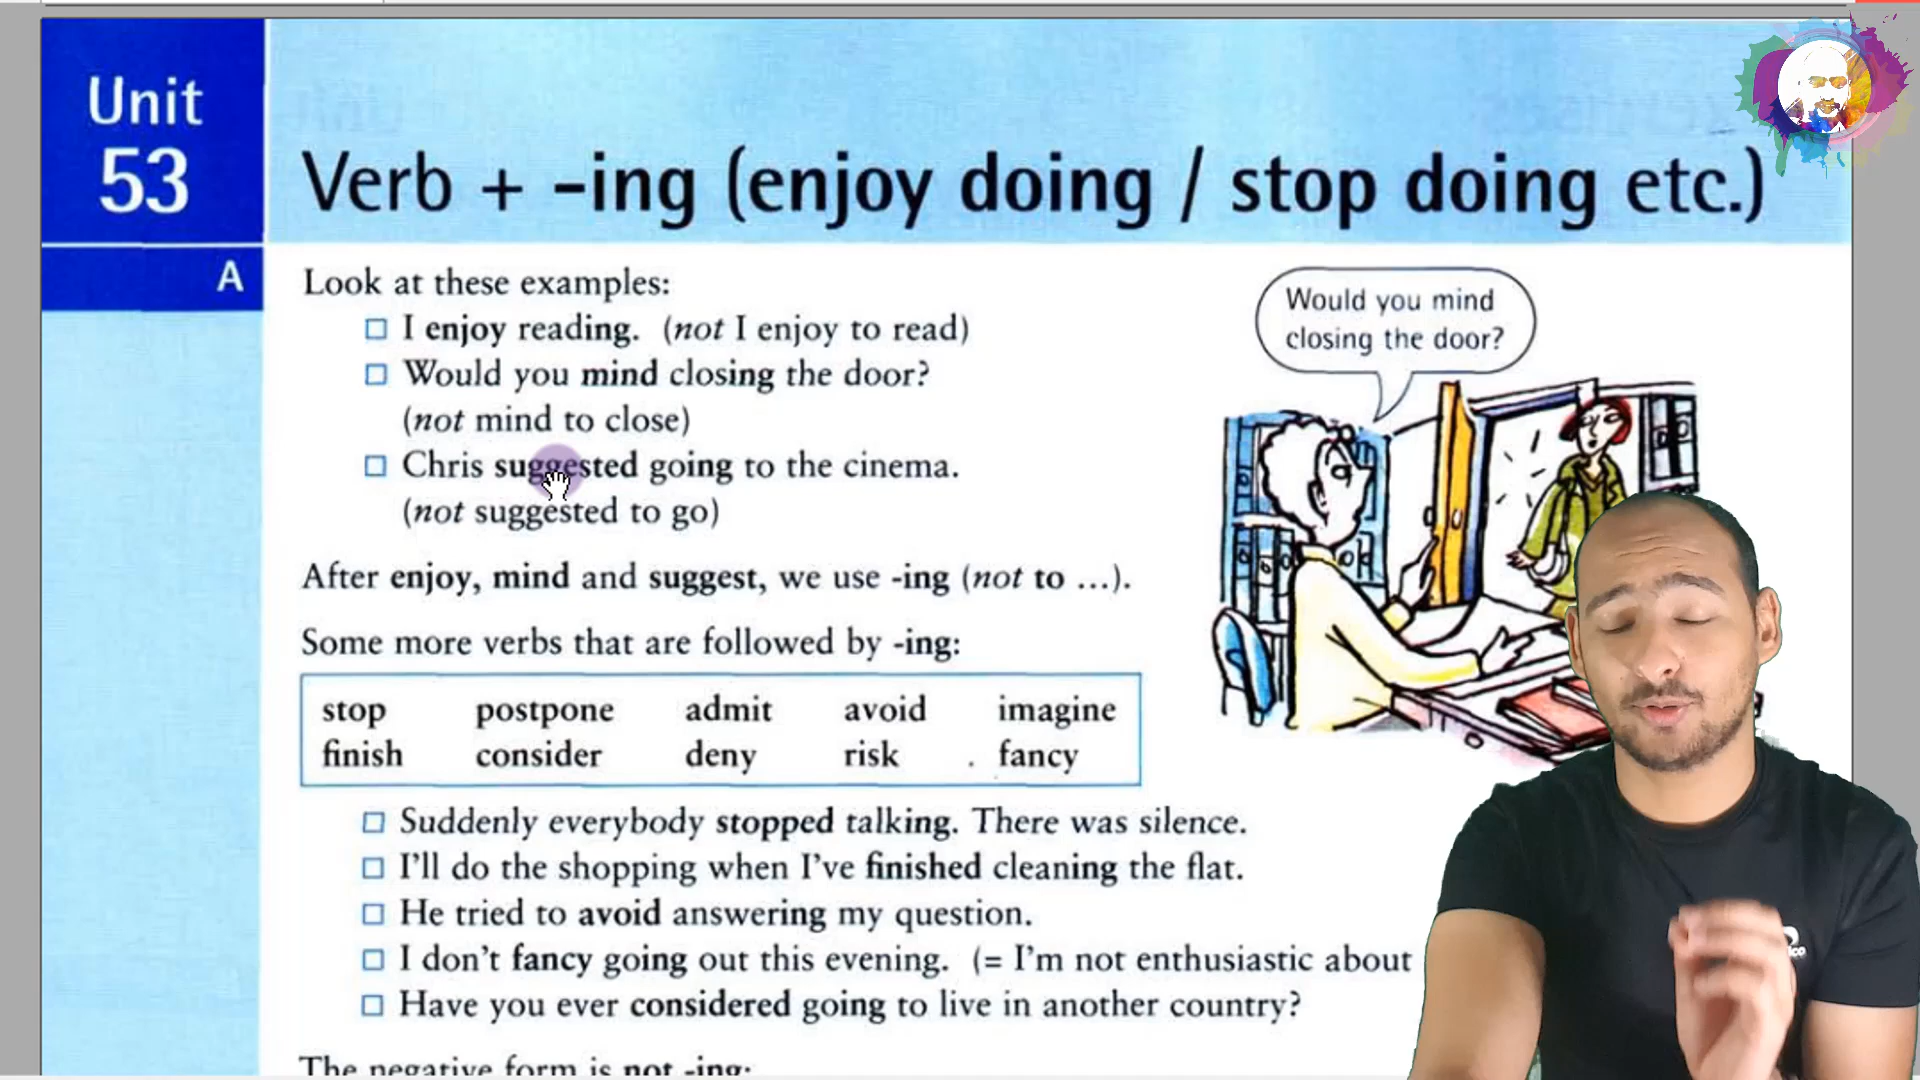 Unit
53
Verb + -ing (enjoy doing / stop doing etc.)
A
Look at these examples:
I enjoy reading. (not I enjoy to read)
Would you mind closing the door?
(not mind to close)
Chris suggested going to the cinema.
(not suggested to go)
Would you mind
closing the door?
After enjoy, mind and suggest, we use -ing (not to ...).
Some more verbs that are followed by -ing:
stop postpone admit avoid imagine
finish consider deny risk fancy
Suddenly everybody stopped talking. There was silence.
I'll do the shopping when I've finished cleaning the flat.
He tried to avoid answering my question.
I don't fancy going out this evening. (= I'm not enthusiastic about
Have you ever considered going to live in another country?
The negative form is not -ing: